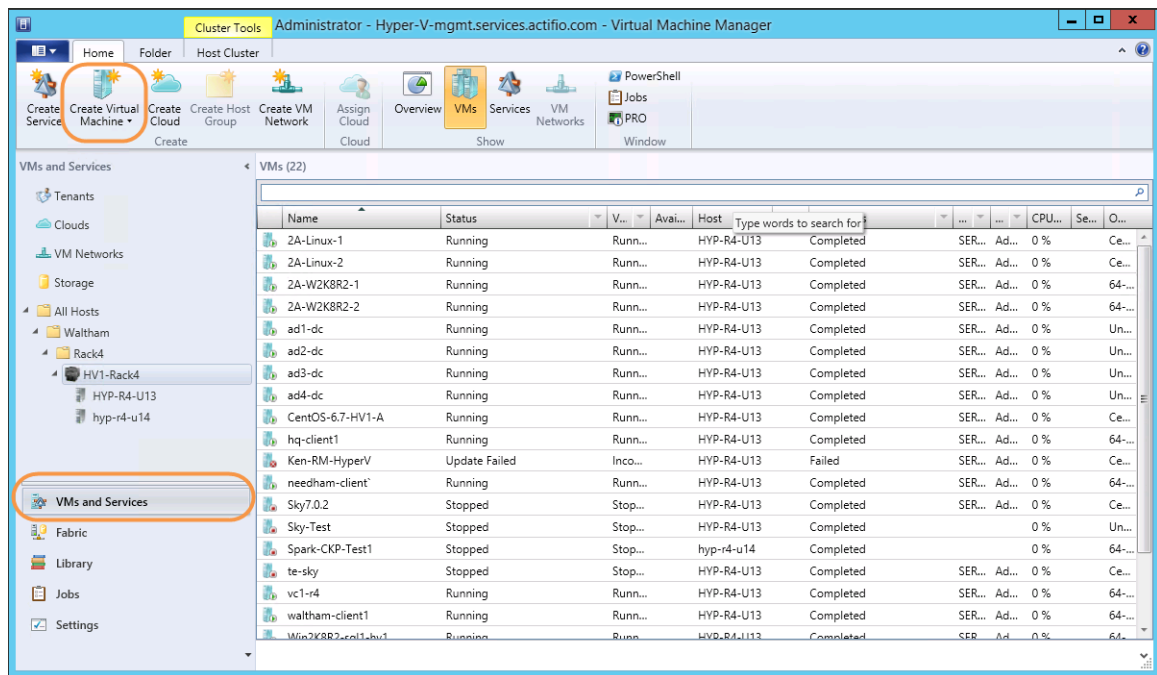 Cluster Tools Administrator - Hyper-V-mgmt.services.actifio.com - Virtual Machine Manager
Home Folder Host Cluster
Create Service
Create Virtual Machine
Create Cloud
Create Host Group
Create VM Network
Assign Cloud
Overview
VMs
Services
VM Networks
PowerShell
Jobs
PRO
Create Cloud Show Window
VMs and Services
Tenants
Clouds
VM Networks
Storage
All Hosts
Waltham
Rack4
HV1-Rack4
HYP-R4-U13
hyp-r4-u14
VMs and Services
Fabric
Library
Jobs
Settings
VMs (22)
Name Status V... Avai... Host ... ... CPU... Se... O...
Type words to search for
2A-Linux-1 Running Runn... HYP-R4-U13 Completed SER... Ad... 0 % Ce...
2A-Linux-2 Running Runn... HYP-R4-U13 Completed SER... Ad... 0 % Ce...
2A-W2K8R2-1 Running Runn... HYP-R4-U13 Completed SER... Ad... 0 % 64-...
2A-W2K8R2-2 Running Runn... HYP-R4-U13 Completed SER... Ad... 0 % 64-...
ad1-dc Running Runn... HYP-R4-U13 Completed SER... Ad... 0 % Un...
ad2-dc Running Runn... HYP-R4-U13 Completed SER... Ad... 0 % Un...
ad3-dc Running Runn... HYP-R4-U13 Completed SER... Ad... 0 % Un...
ad4-dc Running Runn... HYP-R4-U13 Completed SER... Ad... 0 % Un...
CentOS-6.7-HV1-A Running Runn... HYP-R4-U13 Completed SER... Ad... 0 % Ce...
hq-client1 Running Runn... HYP-R4-U13 Completed SER... Ad... 0 % 64-...
Ken-RM-HyperV Update Failed Inco... HYP-R4-U13 Failed SER... Ad... 0 % Ce...
needham-client` Running Runn... HYP-R4-U13 Completed SER... Ad... 0 % 64-...
Sky7.0.2 Stopped Stop... HYP-R4-U13 Completed SER... Ad... 0 % Ce...
Sky-Test Stopped Stop... HYP-R4-U13 Completed 0 % Un...
Spark-CKP-Test1 Stopped Stop... hyp-r4-u14 Completed 0 % 64-...
te-sky Stopped Stop... HYP-R4-U13 Completed SER... Ad... 0 % Ce...
vc1-r4 Running Runn... HYP-R4-U13 Completed SER... Ad... 0 % 64-...
waltham-client1 Running Runn... HYP-R4-U13 Completed SER... Ad... 0 % 64-...
Win2K8R2-sql1-hv1 Running Runn... HYP-R4-U13 Completed SER... Ad... 0 % 64-...